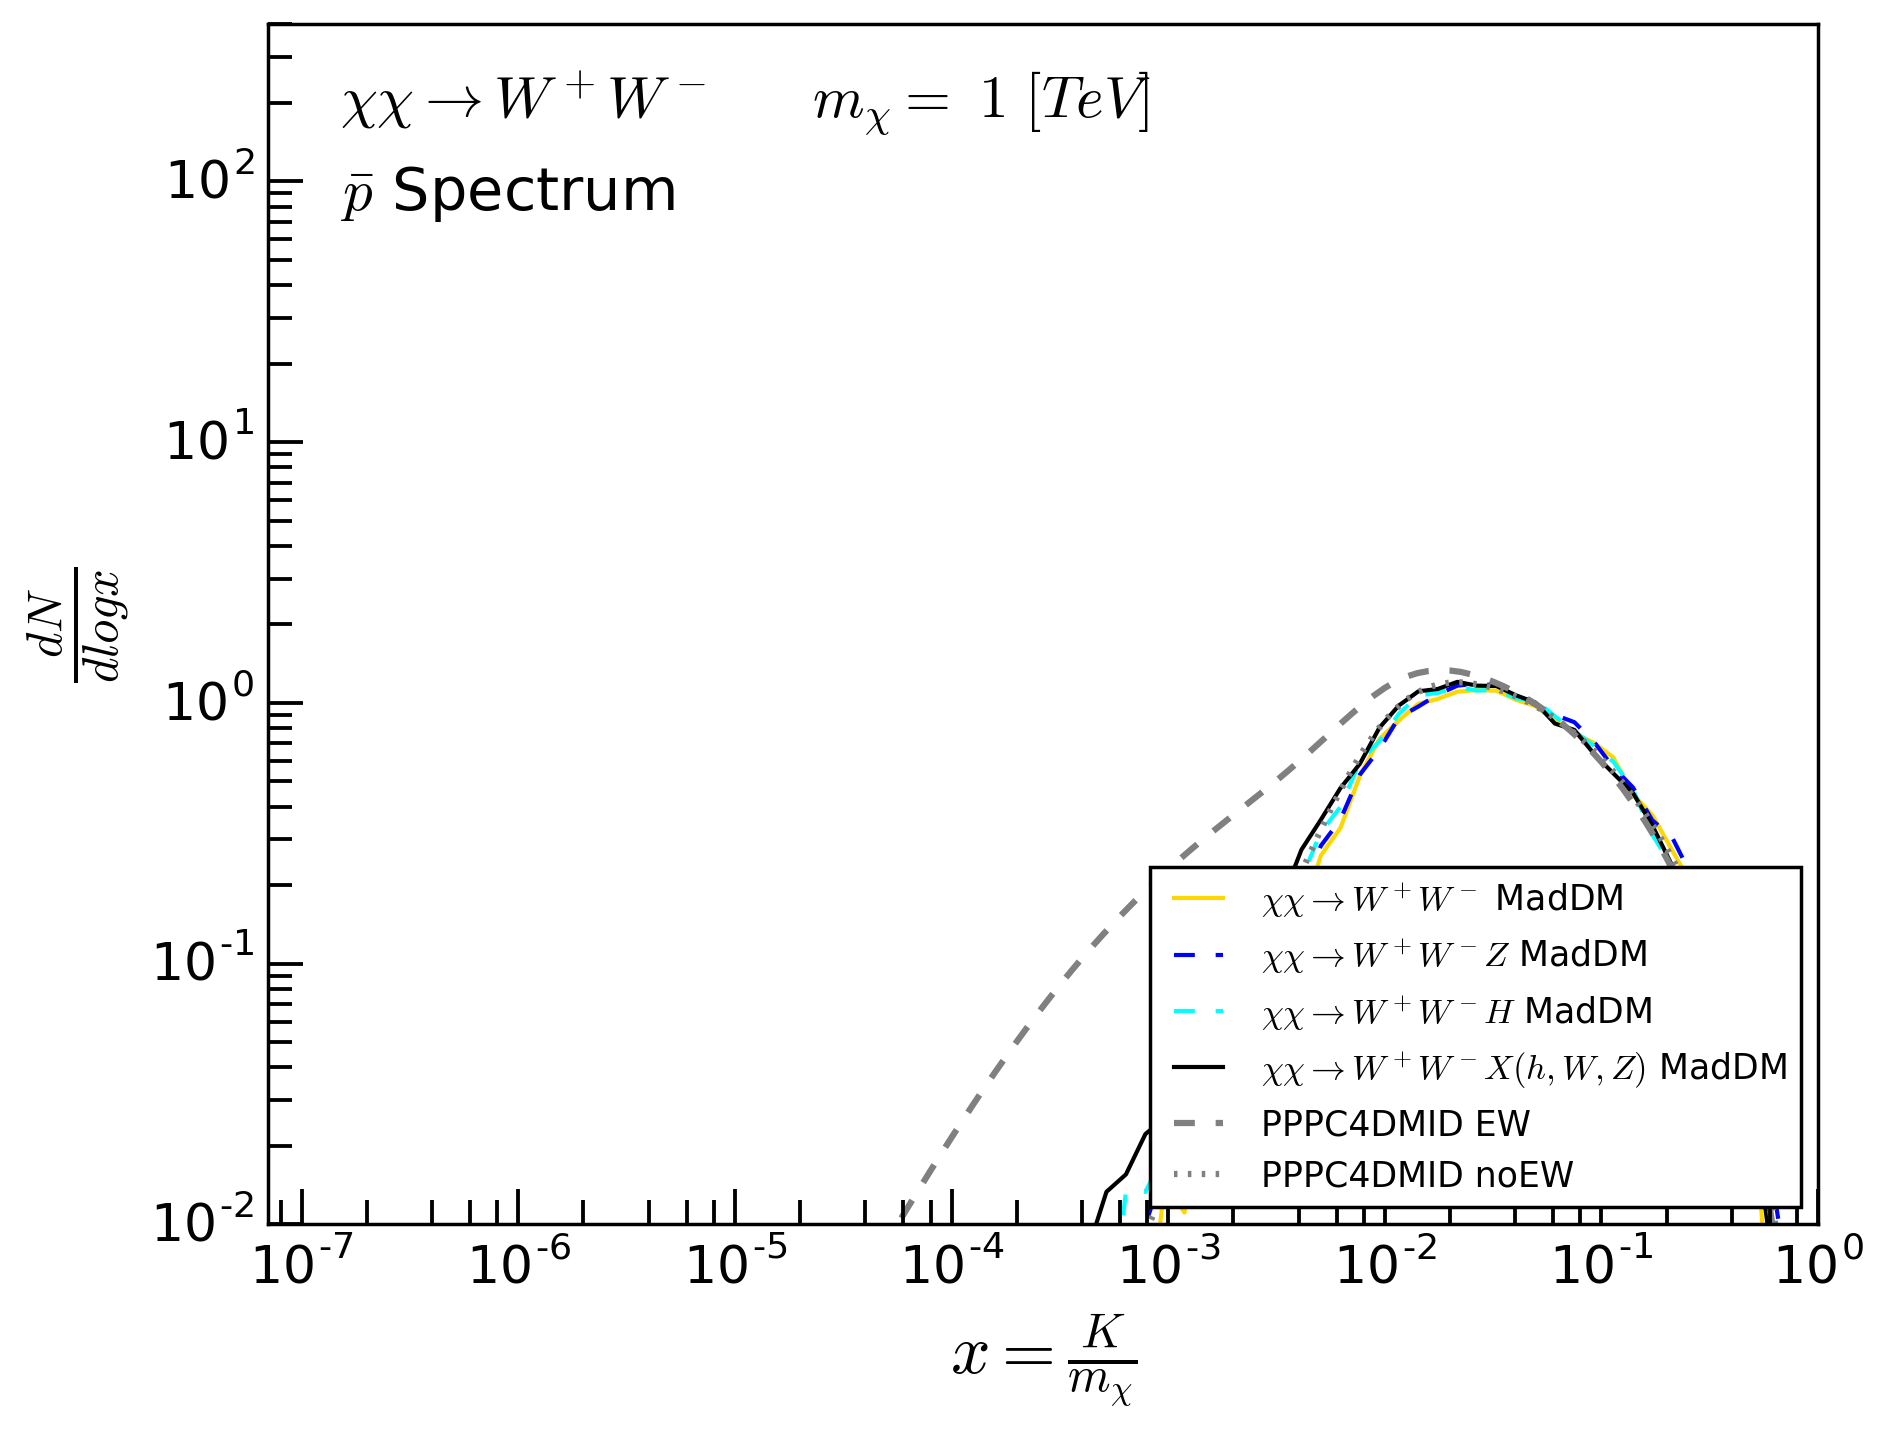 χχ → W⁺W⁻ m_χ = 1 [TeV]
p̄ Spectrum
10²
10¹
10⁰
10⁻¹
10⁻²
dN
dlogx
χχ → W⁺W⁻ MadDM
χχ → W⁺W⁻Z MadDM
χχ → W⁺W⁻H MadDM
χχ → W⁺W⁻X(h, W, Z) MadDM
PPPC4DMID EW
PPPC4DMID noEW
10⁻⁷ 10⁻⁶ 10⁻⁵ 10⁻⁴ 10⁻³ 10⁻² 10⁻¹ 10⁰
x = K/m_χ